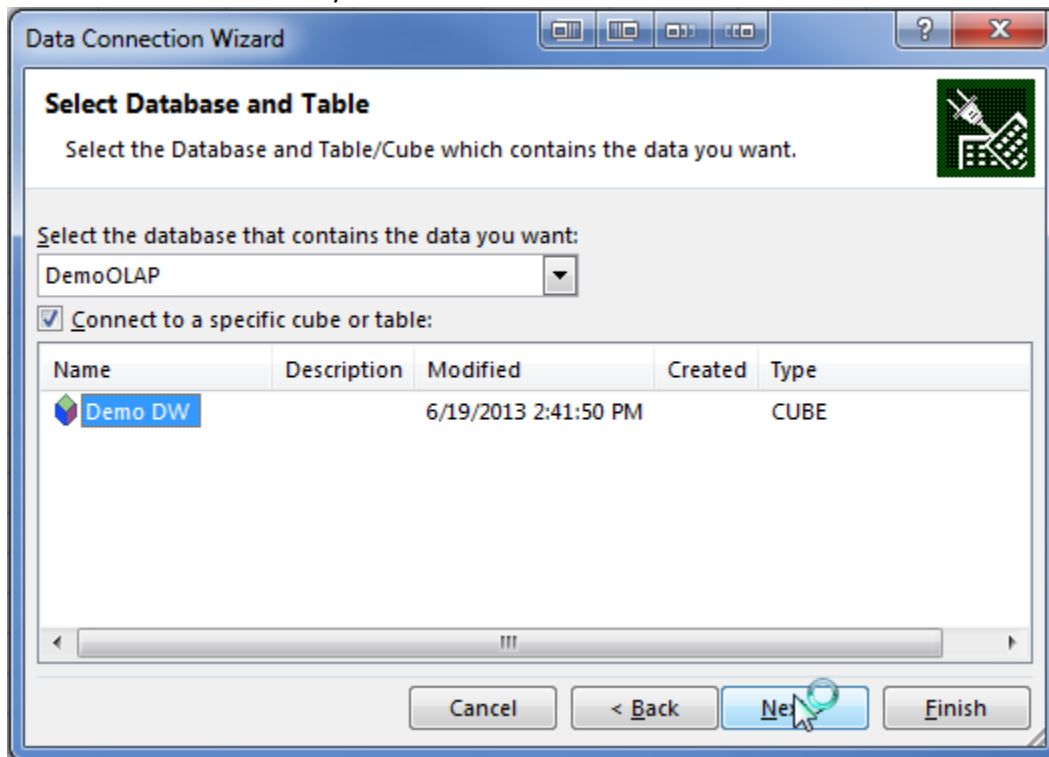 Data Connection Wizard
?
X
Select Database and Table
Select the Database and Table/Cube which contains the data you want.
Select the database that contains the data you want:
DemoOLAP
Connect to a specific cube or table:
Name Description Modified Created Type
Demo DW 6/19/2013 2:41:50 PM CUBE
Cancel < Back Finish